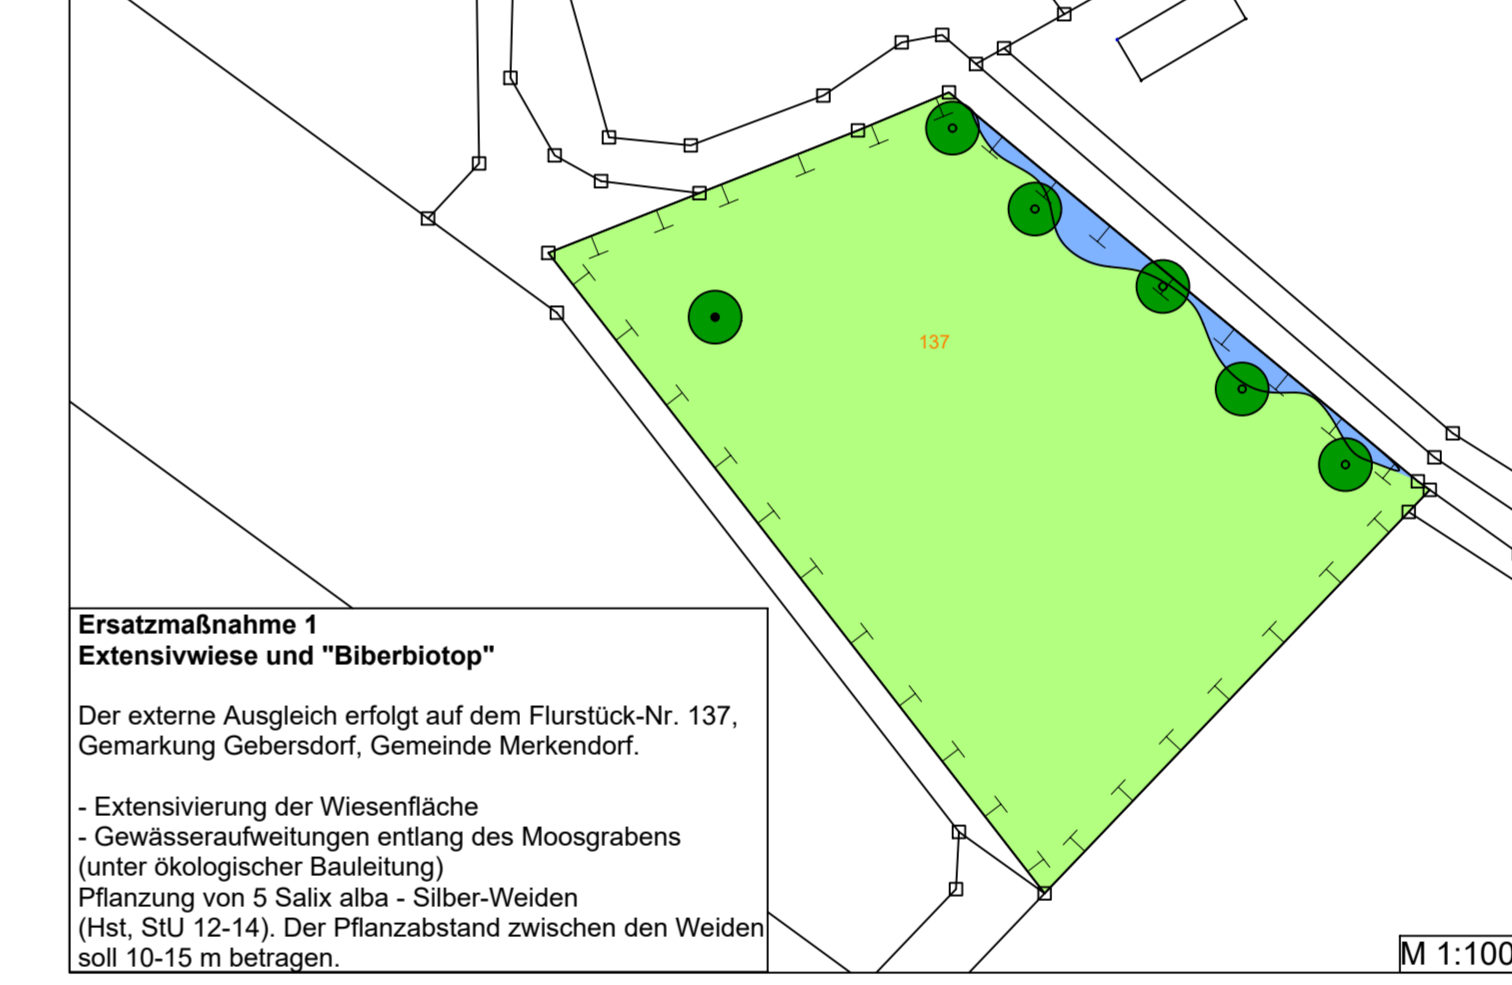 137
Ersatzmaßnahme 1
Extensivwiese und "Biberbiotop"
Der externe Ausgleich erfolgt auf dem Flurstück-Nr. 137,
Gemarkung Gebersdorf, Gemeinde Merkendorf.
- Extensivierung der Wiesenfläche
- Gewässeraufweitungen entlang des Moosgrabens
(unter ökologischer Bauleitung)
Pflanzung von 5 Salix alba - Silber-Weiden
(Hst, StU 12-14). Der Pflanzabstand zwischen den Weiden
soll 10-15 m betragen.
M 1:100